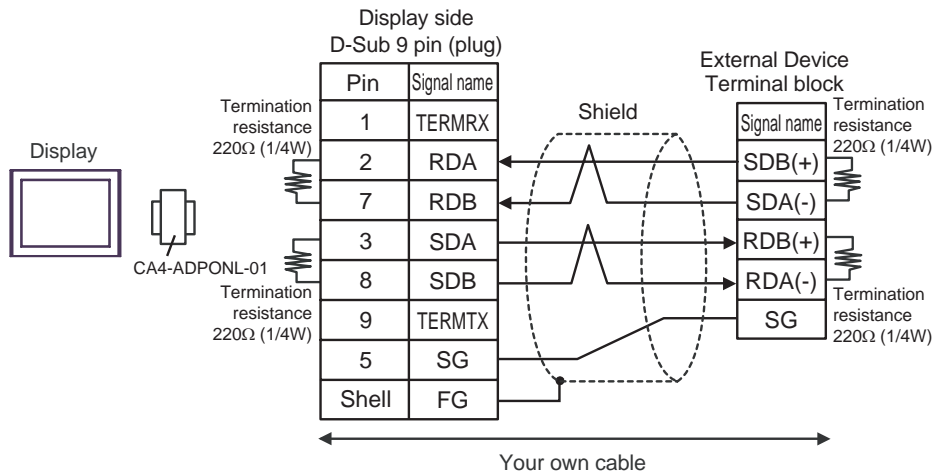 Display side
D-Sub 9 pin (plug)
External Device
Terminal block
Display
CA4-ADPONL-01
Termination
resistance
220Ω (1/4W)
Termination
resistance
220Ω (1/4W)
Pin Signal name
1 TERMRX
2 RDA
7 RDB
3 SDA
8 SDB
9 TERMTX
5 SG
Shell FG
Shield
Signal name
SDB(+)
SDA(-)
RDB(+)
RDA(-)
SG
Termination
resistance
220Ω (1/4W)
Termination
resistance
220Ω (1/4W)
Your own cable